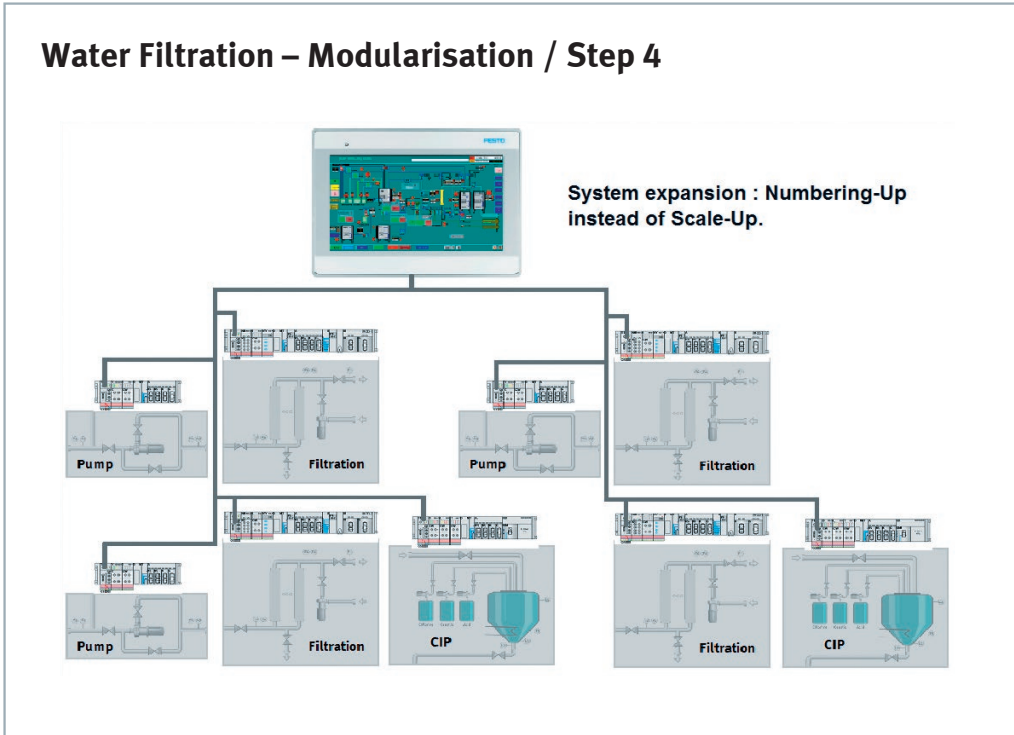 Water Filtration – Modularisation / Step 4
FESTO
System expansion : Numbering-Up
instead of Scale-Up.
Pump
Filtration
Pump
Filtration
Pump
Filtration
CIP
Filtration
CIP